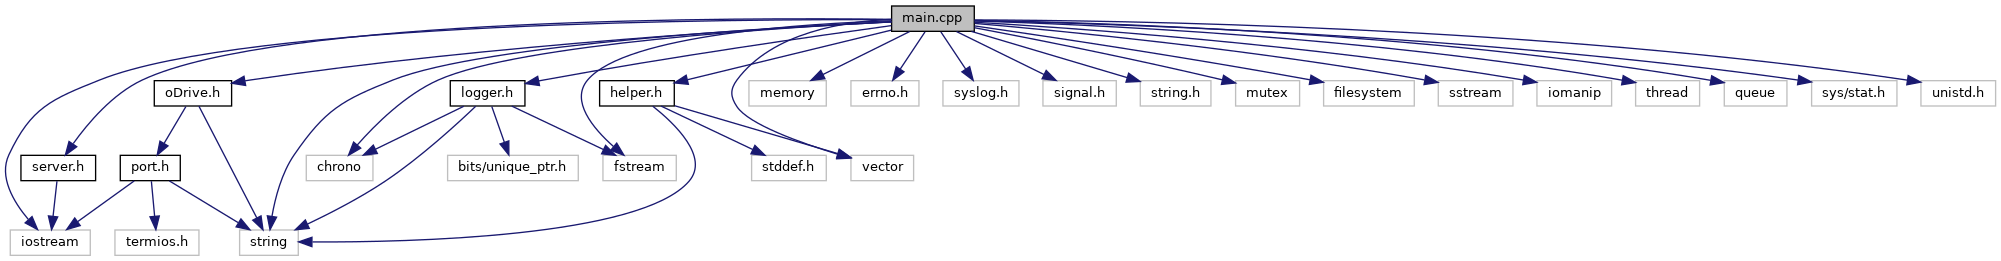 main.cpp
oDrive.h
logger.h
helper.h
memory
errno.h
syslog.h
signal.h
string.h
mutex
filesystem
sstream
iomanip
thread
queue
sys/stat.h
unistd.h
server.h
port.h
chrono
bits/unique_ptr.h
fstream
stddef.h
vector
iostream
termios.h
string